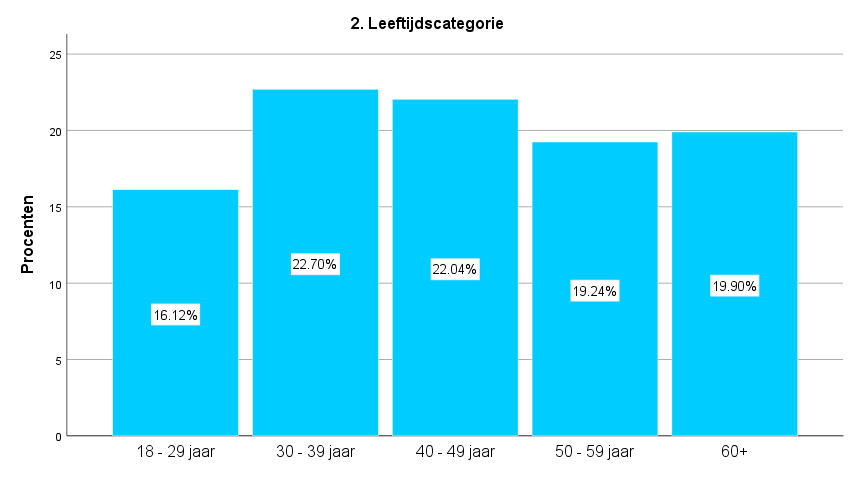 2. Leeftijdscategorie
Procenten
25
20
15
10
5
0
22.70%
22.04%
19.90%
19.24%
16.12%
18 - 29 jaar
30 - 39 jaar
40 - 49 jaar
50 - 59 jaar
60+